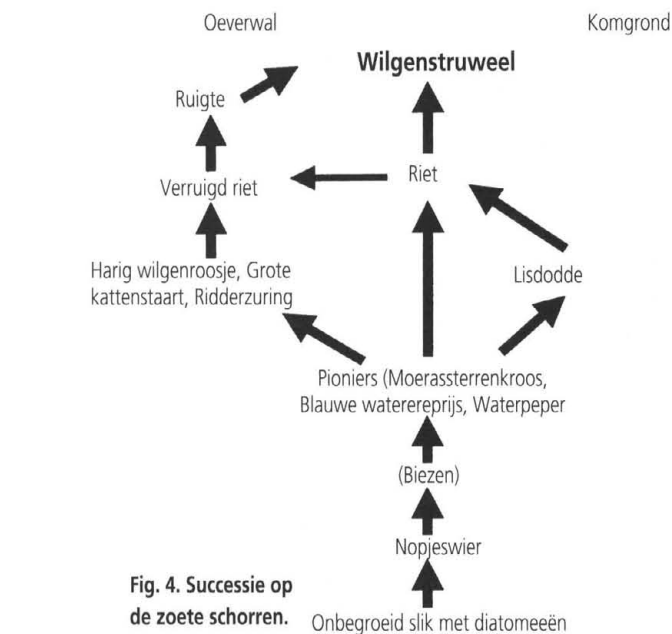 Oeverwal
Komgrond
Wilgenstruweel
Ruigte
Verruigd riet
Riet
Harig wilgenroosje, Grote
kattenstaart, Ridderzuring
Lisdodde
Pioniers (Moerassterrenkroos,
Blauwe waterereprijs, Waterpeper
(Biezen)
Nopjeswier
Fig. 4. Successie op
de zoete schorren.
Onbegroeid slik met diatomeeën